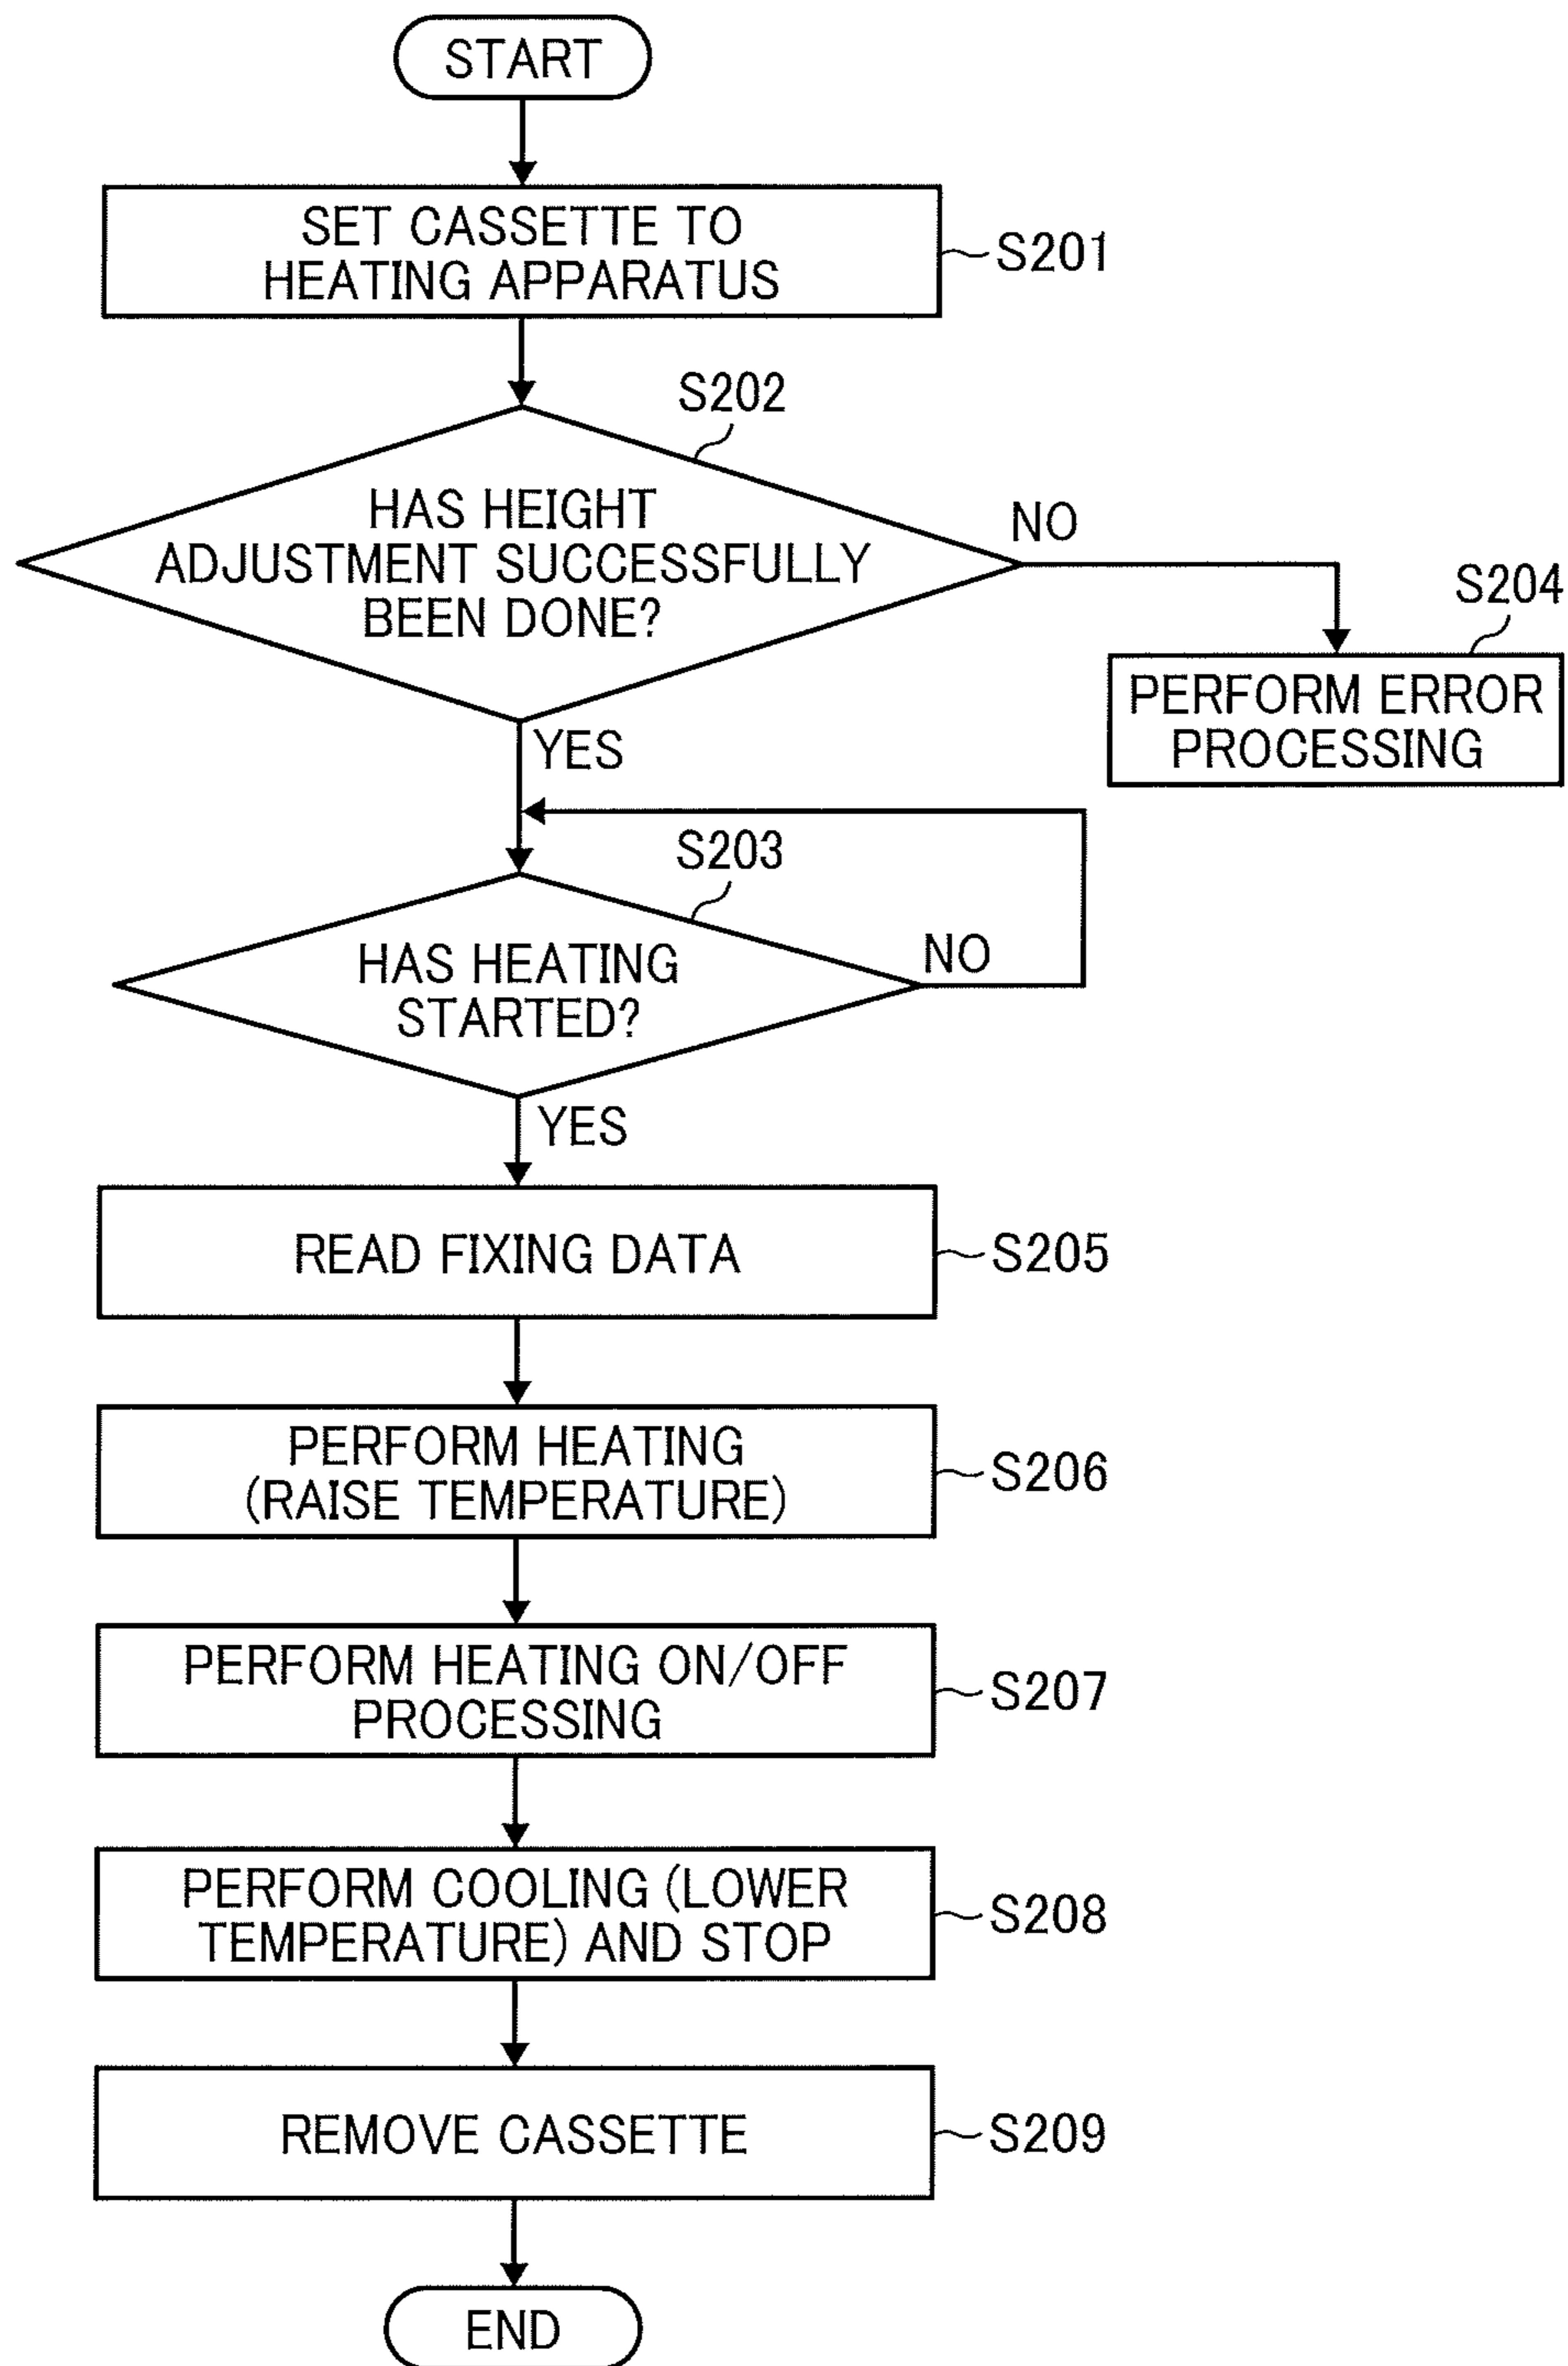 START
SET CASSETTE TO
HEATING APPARATUS
S201
S202
HAS HEIGHT
ADJUSTMENT SUCCESSFULLY
BEEN DONE?
NO
S204
PERFORM ERROR
PROCESSING
YES
S203
HAS HEATING
STARTED?
NO
YES
READ FIXING DATA
S205
PERFORM HEATING
(RAISE TEMPERATURE)
S206
PERFORM HEATING ON/OFF
PROCESSING
S207
PERFORM COOLING (LOWER
TEMPERATURE) AND STOP
S208
REMOVE CASSETTE
S209
END